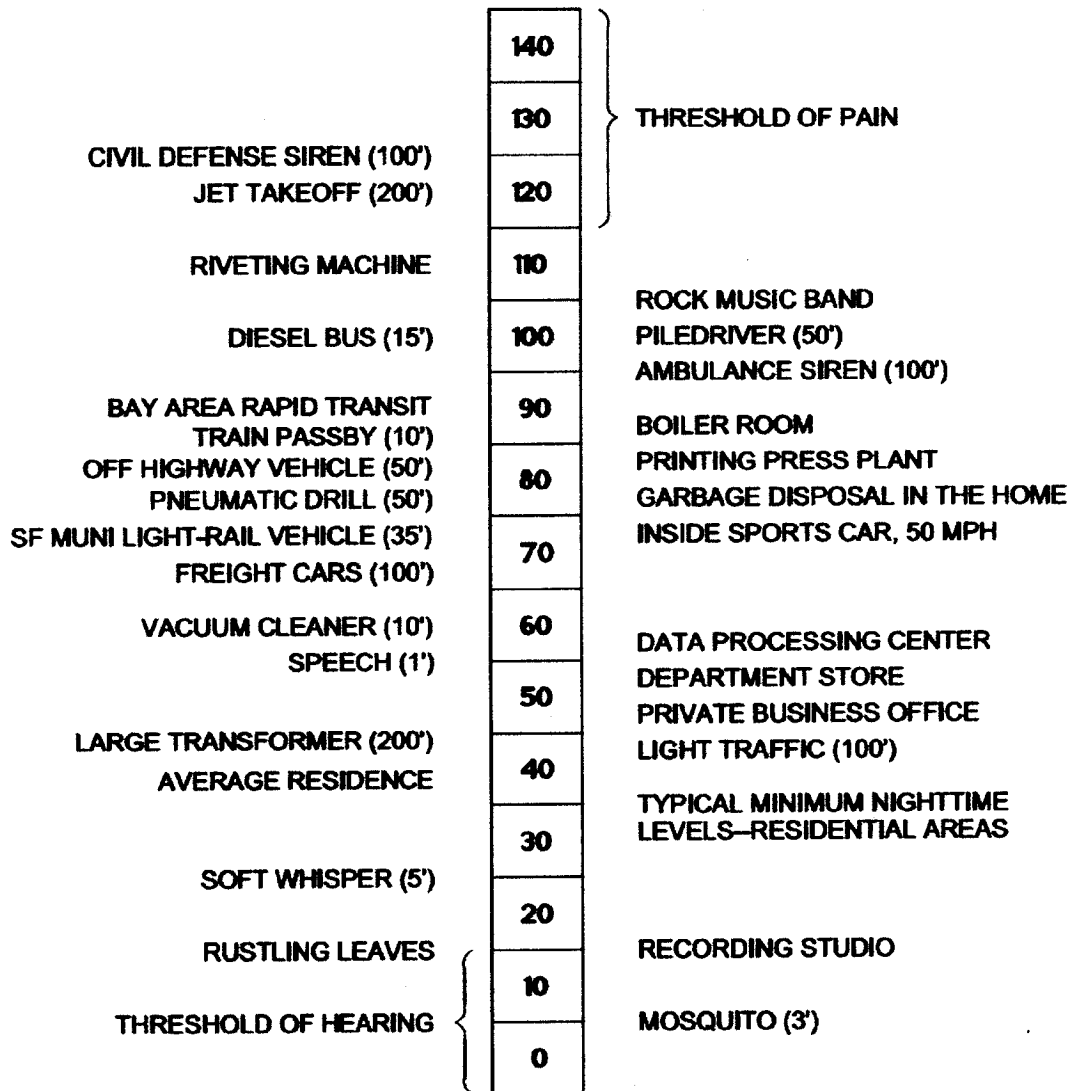 140
130
THRESHOLD OF PAIN
CIVIL DEFENSE SIREN (100')
JET TAKEOFF (200')
120
RIVETING MACHINE
110
ROCK MUSIC BAND
DIESEL BUS (15')
100
PILEDRIVER (50')
AMBULANCE SIREN (100')
BAY AREA RAPID TRANSIT
TRAIN PASSBY (10')
90
BOILER ROOM
OFF HIGHWAY VEHICLE (50')
PNEUMATIC DRILL (50')
80
PRINTING PRESS PLANT
GARBAGE DISPOSAL IN THE HOME
SF MUNI LIGHT-RAIL VEHICLE (35')
FREIGHT CARS (100')
70
INSIDE SPORTS CAR, 50 MPH
VACUUM CLEANER (10')
SPEECH (1')
60
DATA PROCESSING CENTER
DEPARTMENT STORE
50
PRIVATE BUSINESS OFFICE
LARGE TRANSFORMER (200')
AVERAGE RESIDENCE
40
LIGHT TRAFFIC (100')
TYPICAL MINIMUM NIGHTTIME
LEVELS–RESIDENTIAL AREAS
30
SOFT WHISPER (5')
20
RUSTLING LEAVES
RECORDING STUDIO
10
THRESHOLD OF HEARING
MOSQUITO (3')
0